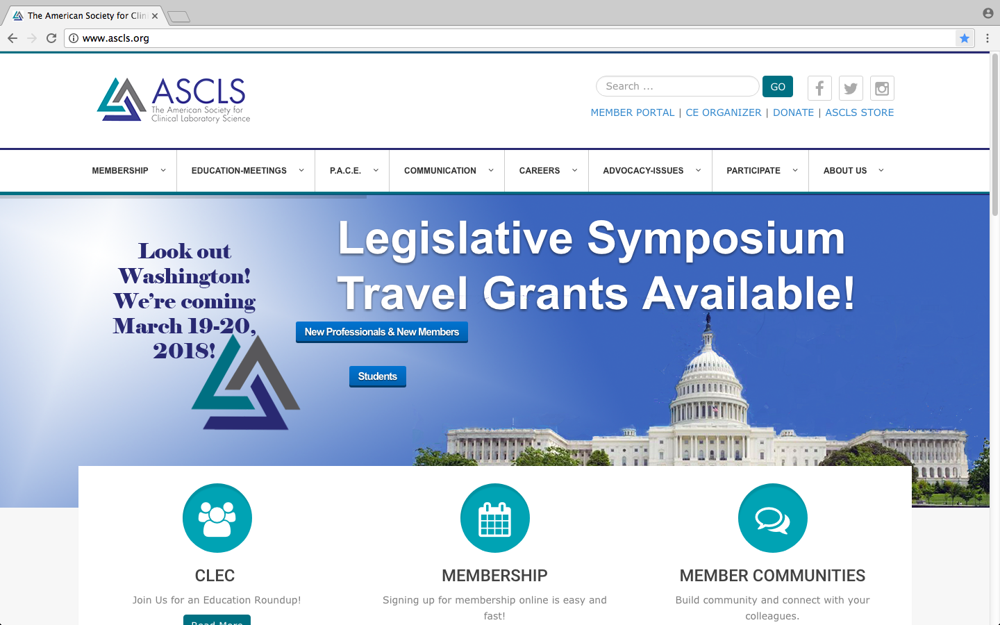 The American Society for Clin
www.ascls.org
ASCLS
The American Society for
Clinical Laboratory Science
Search ...
GO
MEMBER PORTAL | CE ORGANIZER | DONATE | ASCLS STORE
MEMBERSHIP
EDUCATION-MEETINGS
P.A.C.E.
COMMUNICATION
CAREERS
ADVOCACY-ISSUES
PARTICIPATE
ABOUT US
Look out
Washington!
We're coming
March 19-20,
2018!
Legislative Symposium
Travel Grants Available!
New Professionals & New Members
Students
CLEC
Join Us for an Education Roundup!
Read More
MEMBERSHIP
Signing up for membership online is easy and
fast!
MEMBER COMMUNITIES
Build community and connect with your
colleagues.